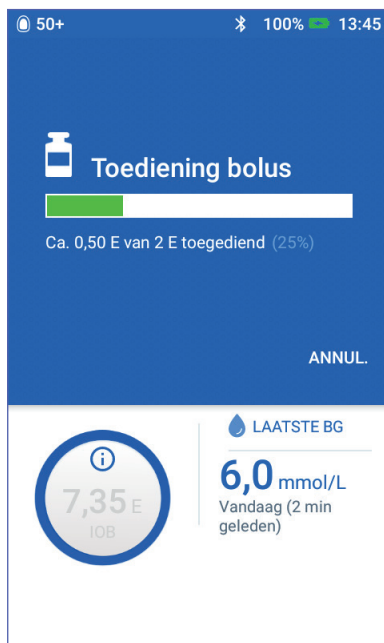 50+ 100% 13:45
Toediening bolus
Ca. 0,50 E van 2 E toegediend (25%)
ANNUL.
7,35 E
IOB
LAATSTE BG
6,0 mmol/L
Vandaag (2 min
geleden)